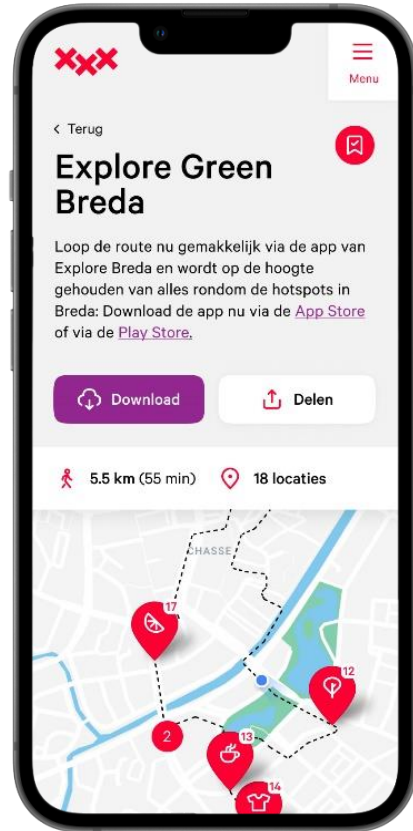 xxx
Menu
< Terug
Explore Green
Breda
Loop de route nu gemakkelijk via de app van
Explore Breda en wordt op de hoogte
gehouden van alles rondom de hotspots in
Breda: Download de app nu via de App Store
of via de Play Store.
Download
Delen
5.5 km (55 min)
18 locaties
CHASSE
17
12
2
13
14